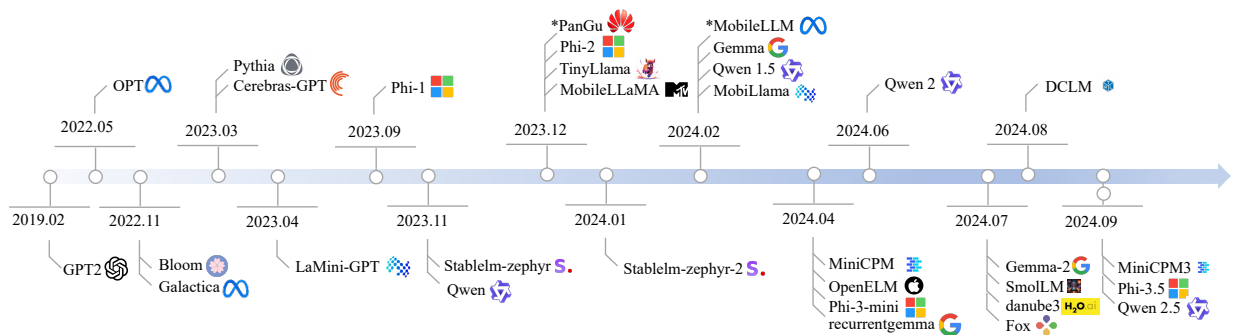 *PanGu
Phi-2
TinyLlama
MobileLLaMA
*MobileLLM
Gemma
Qwen 1.5
MobiLlama
Pythia
Cerebras-GPT
OPT
Phi-1
Qwen 2
DCLM
2022.05
2023.03
2023.09
2023.12
2024.02
2024.06
2024.08
2019.02
2022.11
2023.04
2023.11
2024.01
2024.04
2024.07
2024.09
GPT2
Bloom
Galactica
LaMini-GPT
Stablelm-zephyr S.
Qwen
Stablelm-zephyr-2 S.
MiniCPM
OpenELM
Phi-3-mini
recurrentgemma
Gemma-2
SmolLM
danube3 H2O.ai
Fox
MiniCPM3
Phi-3.5
Qwen 2.5